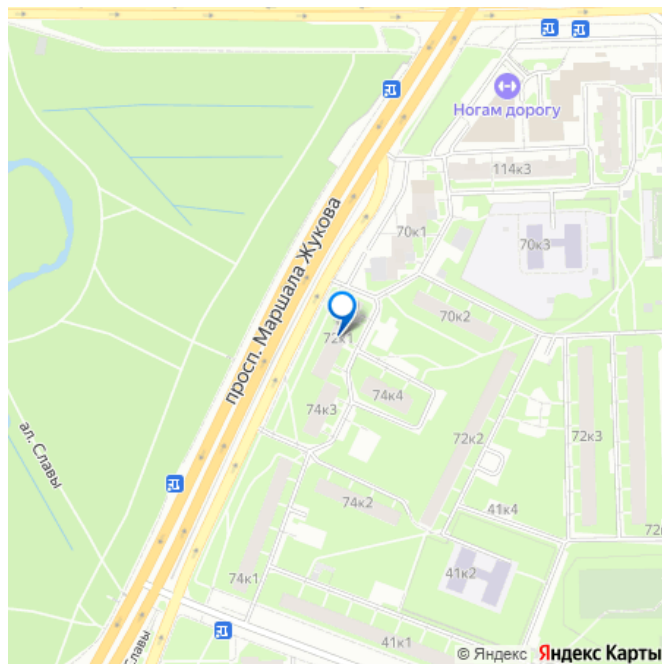 Ногам дорогу
114к3
70к1
70к3
просп. Маршала Жукова
70к2
72к1
74к4
74к3
72к2
72к3
ал. Славы
41к4
74к2
72к
41к2
74к1
Славы
41к1
© Яндекс Яндекс Карты